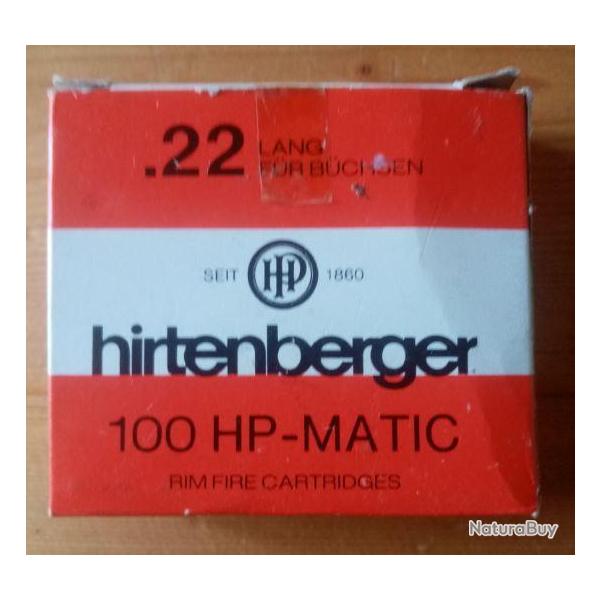 .22 LANG
FÜR BÜCHSEN
SEIT HP 1860
hirtenberger
100 HP-MATIC
RIM FIRE CARTRIDGES
NaturaBuy